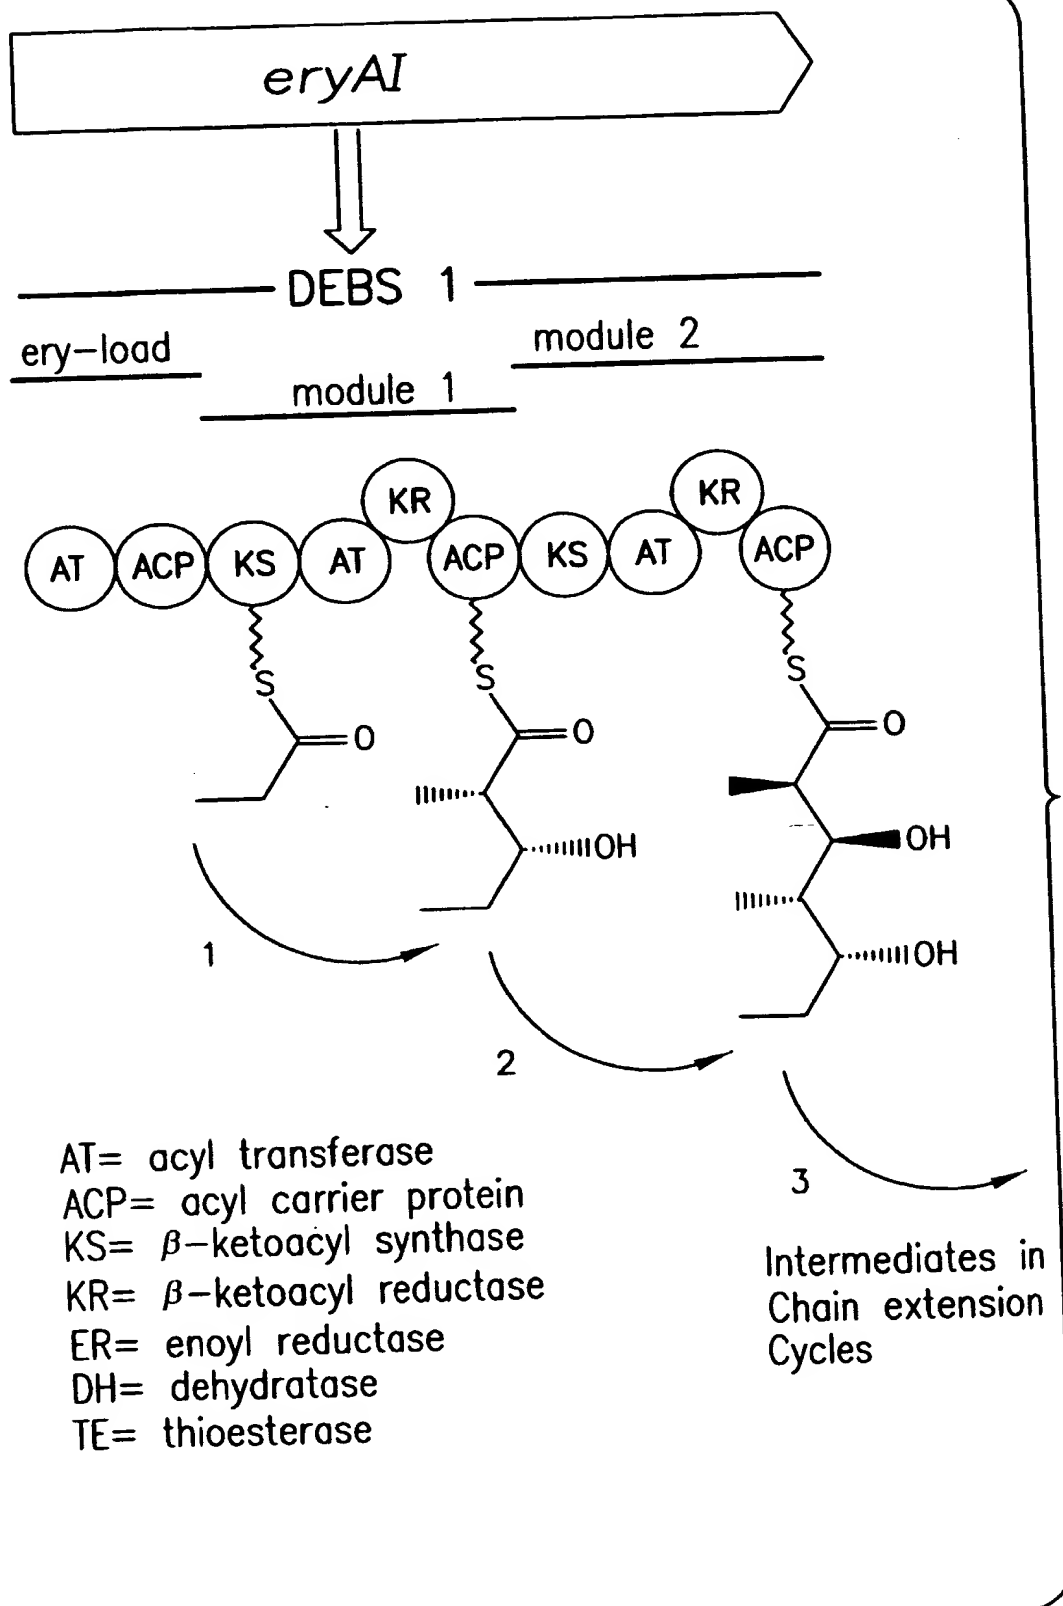 eryAI
DEBS 1
ery-load
module 1
module 2
AT ACP KS AT KR ACP KS AT KR ACP
S S S
O O O
OH OH
OH
1
2
3
AT= acyl transferase
ACP= acyl carrier protein
KS= β-ketoacyl synthase
KR= β-ketoacyl reductase
ER= enoyl reductase
DH= dehydratase
TE= thioesterase
Intermediates in
Chain extension
Cycles